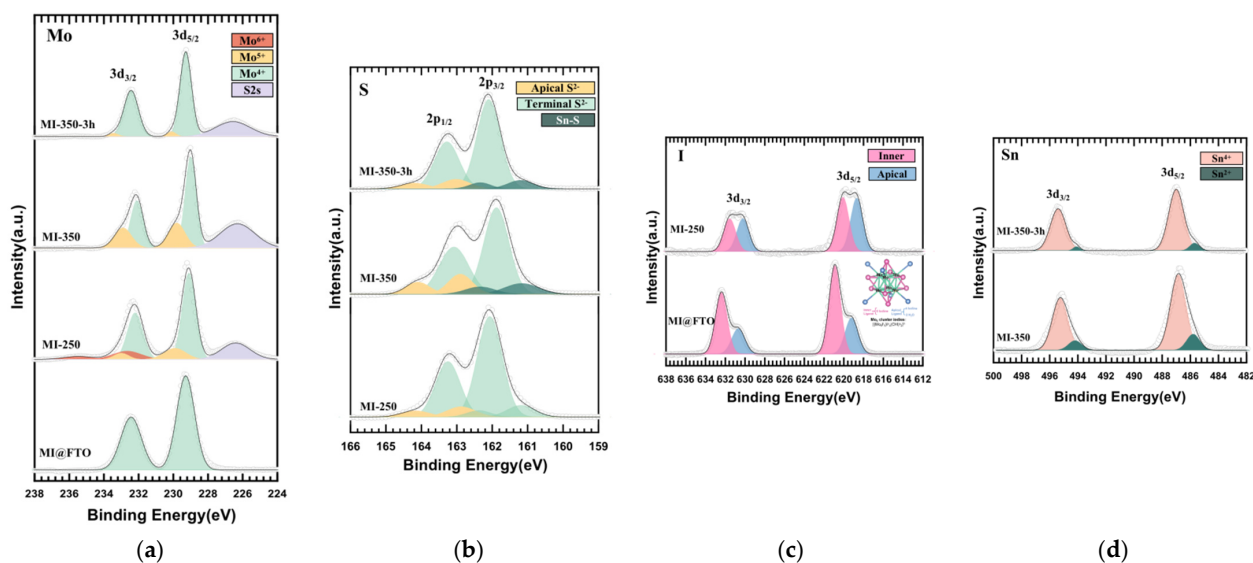 Mo
3d5/2
3d3/2
Mo6+
Mo5+
Mo4+
S2s
MI-350-3h
MI-350
MI-250
MI@FTO
Intensity(a.u.)
238 236 234 232 230 228 226 224
Binding Energy(eV)
(a)
S
2p3/2
2p1/2
Apical S2-
Terminal S2-
Sn-S
MI-350-3h
MI-350
MI-250
Intensity(a.u.)
166 165 164 163 162 161 160 159
Binding Energy(eV)
(b)
I
Inner
Apical
3d5/2
3d3/2
MI-250
MI@FTO
Intensity(a.u.)
638 636 634 632 630 628 626 624 622 620 618 616 614 612
Binding Energy(eV)
(c)
Sn
Sn4+
Sn2+
3d5/2
3d3/2
MI-350-3h
MI-350
Intensity(a.u.)
500 498 496 494 492 490 488 486 484 482
Binding Energy(eV)
(d)